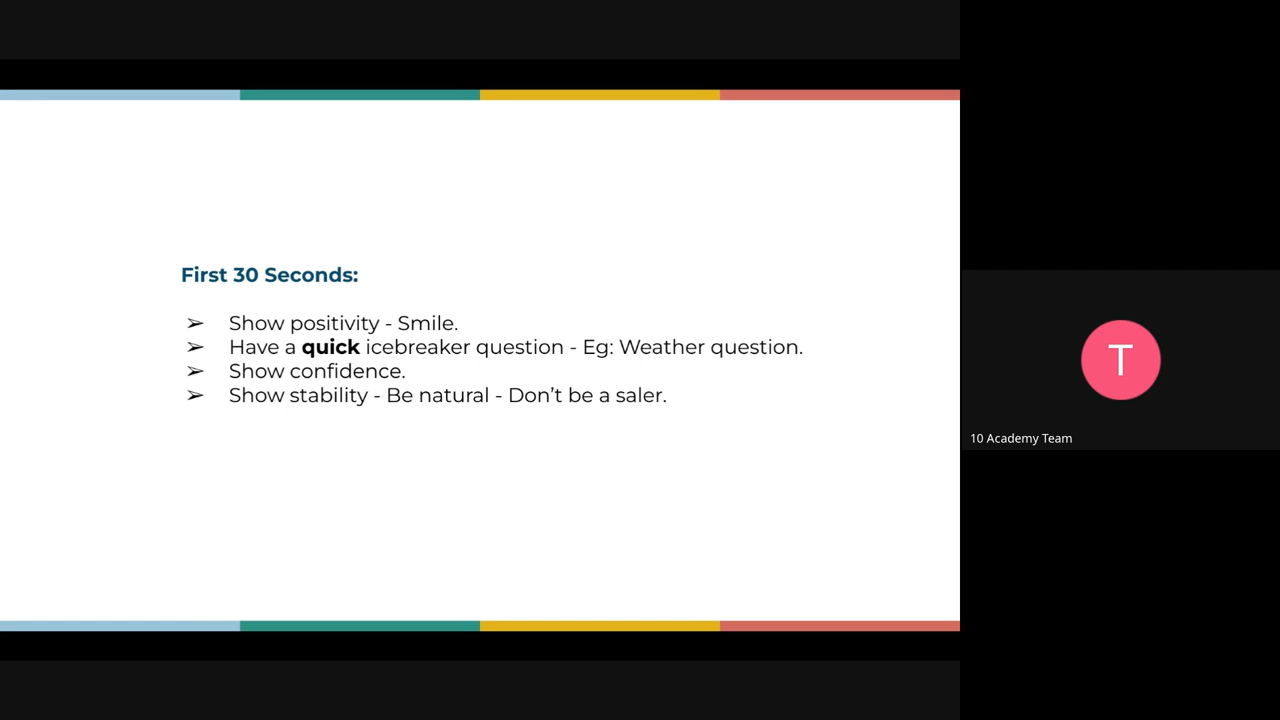 First 30 Seconds:
➢ Show positivity - Smile.
➢ Have a quick icebreaker question - Eg: Weather question.
➢ Show confidence.
➢ Show stability - Be natural - Don’t be a saler.
T
10 Academy Team